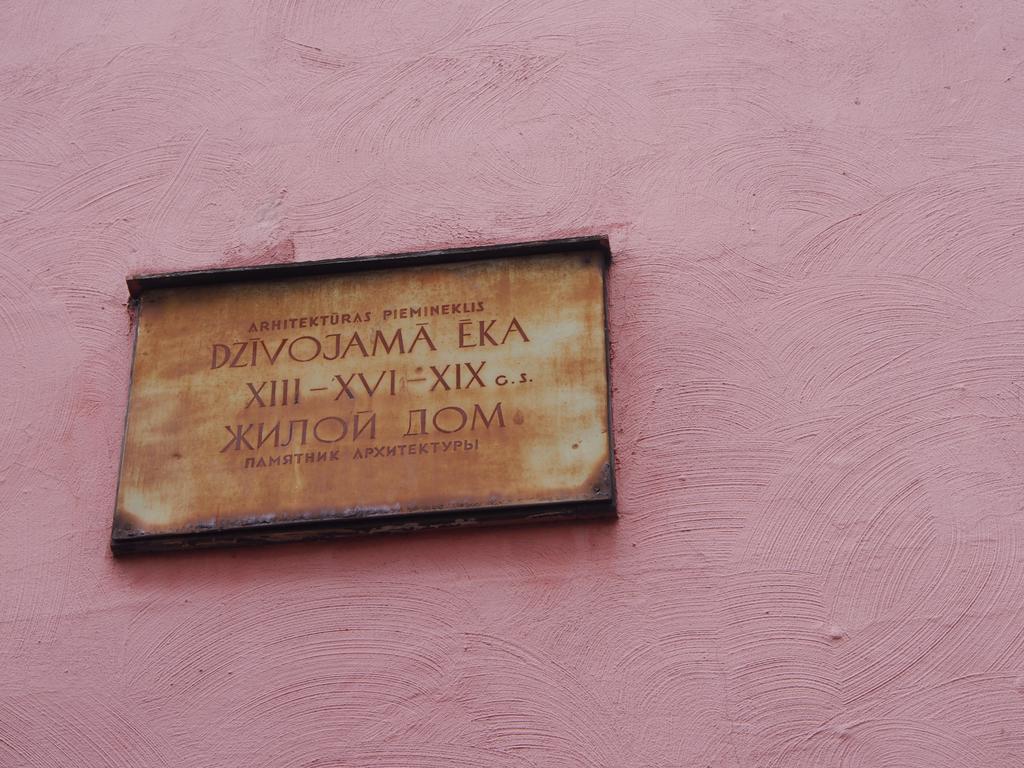 ARHITEKTŪRAS PIEMINEKLIS
DZĪVOJAMĀ ĒKA
XIII–XVI–XIX G.S.
ЖИЛОЙ ДОМ
ПАМЯТНИК АРХИТЕКТУРЫ